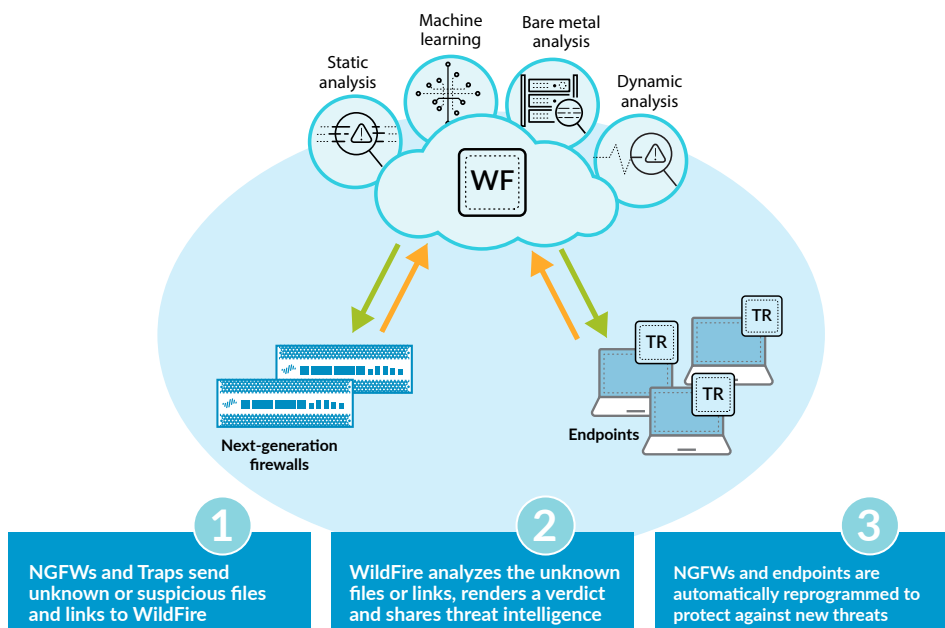 Machine
learning
Bare metal
analysis
Static
analysis
Dynamic
analysis
WF
TR
TR
TR
Next-generation
firewalls
Endpoints
1
NGFWs and Traps send
unknown or suspicious files
and links to WildFire
2
WildFire analyzes the unknown
files or links, renders a verdict
and shares threat intelligence
3
NGFWs and endpoints are
automatically reprogrammed to
protect against new threats